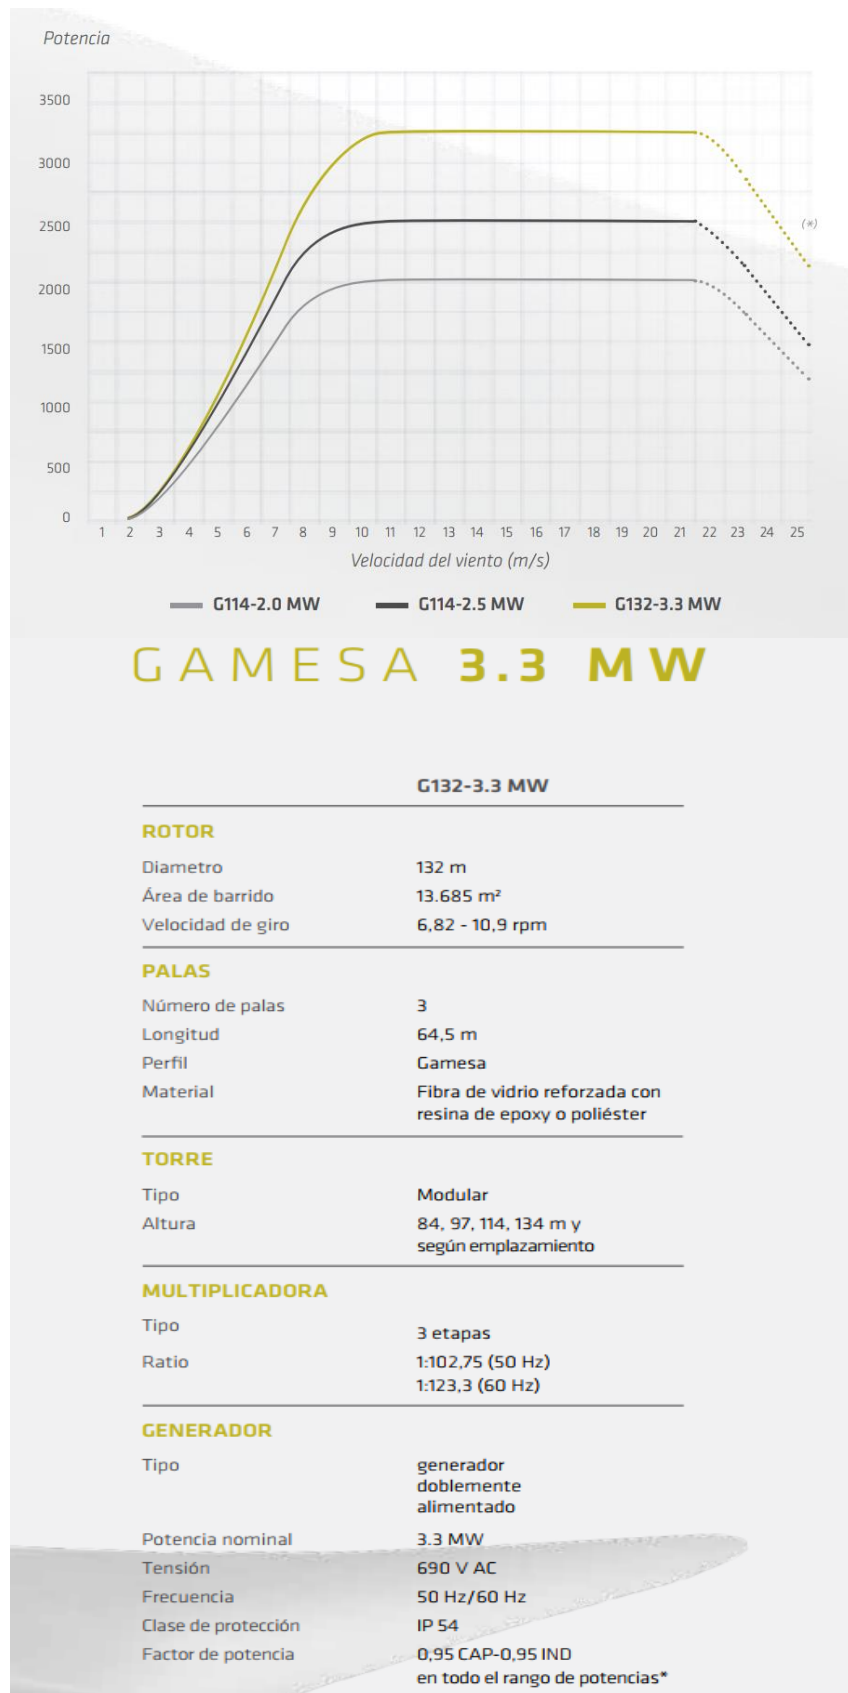 Potencia
3500
3000
2500
(*)
2000
1500
1000
500
0
1 2 3 4 5 6 7 8 9 10 11 12 13 14 15 16 17 18 19 20 21 22 23 24 25
Velocidad del viento (m/s)
G114-2.0 MW G114-2.5 MW G132-3.3 MW
GAMESA 3.3 MW
G132-3.3 MW
ROTOR
Diametro 132 m
Área de barrido 13.685 m²
Velocidad de giro 6,82 - 10,9 rpm
PALAS
Número de palas 3
Longitud 64,5 m
Perfil Gamesa
Material Fibra de vidrio reforzada con
resina de epoxy o poliéster
TORRE
Tipo Modular
Altura 84, 97, 114, 134 m y
según emplazamiento
MULTIPLICADORA
Tipo 3 etapas
Ratio 1:102,75 (50 Hz)
1:123,3 (60 Hz)
GENERADOR
Tipo generador
doblemente
alimentado
Potencia nominal 3.3 MW
Tensión 690 V AC
Frecuencia 50 Hz/60 Hz
Clase de protección IP 54
Factor de potencia 0,95 CAP-0,95 IND
en todo el rango de potencias*